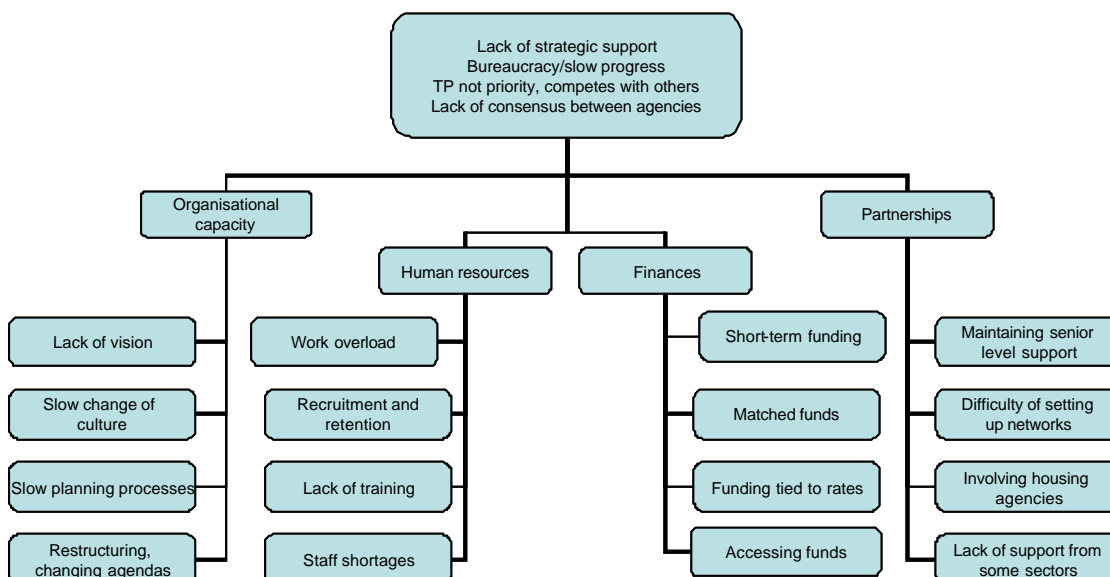 Lack of strategic support
Bureaucracy/slow progress
TP not priority, competes with others
Lack of consensus between agencies
Organisational
capacity
Partnerships
Human resources
Finances
Lack of vision
Slow change of
culture
Slow planning processes
Restructuring,
changing agendas
Work overload
Recruitment and
retention
Lack of training
Staff shortages
Short-term funding
Matched funds
Funding tied to rates
Accessing funds
Maintaining senior
level support
Difficulty of setting
up networks
Involving housing
agencies
Lack of support from
some sectors